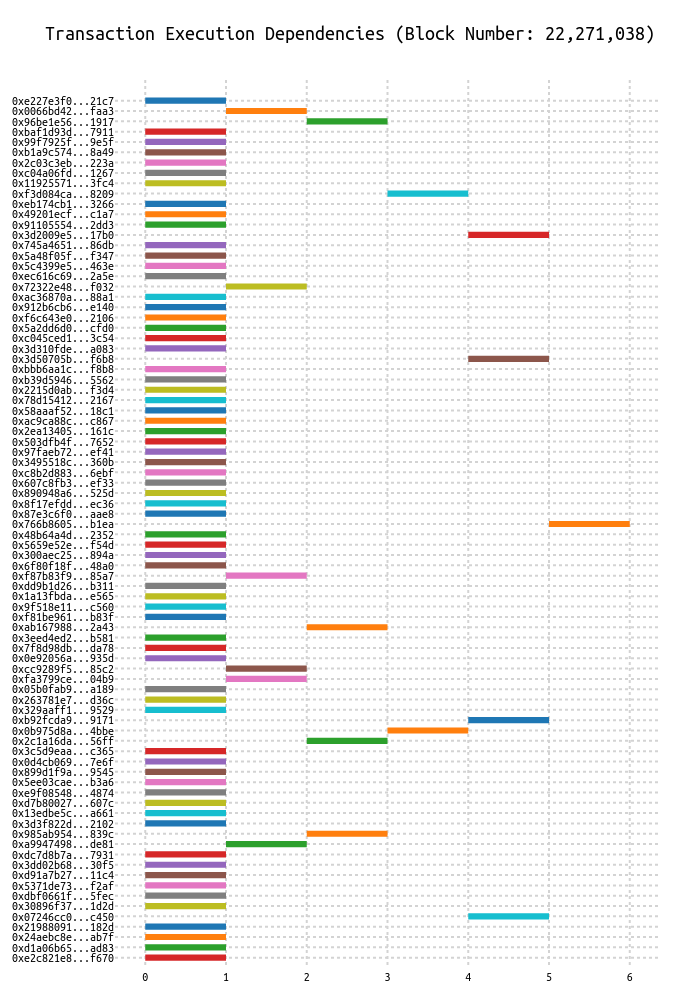 Transaction Execution Dependencies (Block Number: 22,271,038)
0xe227e3f0...21c7
0x0066bd42...faa3
0x96be1e56...1917
0xbaf1d93d...7911
0x99f7925f...9e5f
0xb1a9c574...8a49
0x2c03c3eb...223a
0xc04a06fd...1267
0x11925571...3fc4
0xf3d084ca...8209
0xeb174cb1...3266
0x49201ecf...c1a7
0x91105554...2dd3
0x3d2009e5...17b0
0x745a4651...86db
0x5a48f05f...f347
0x5c4399e5...463e
0xec616c69...2a5e
0x72322e48...f032
0xac36870a...88a1
0x912b6cb6...e140
0xf6c643e0...2106
0x5a2dd6d0...cfd0
0xc045ced1...3c54
0x3d310fde...a083
0x3d50705b...f6b8
0xbbb6aa1c...f8b8
0xb39d5946...5562
0x2215d0ab...f3d4
0x78d15412...2167
0x58aaaf52...18c1
0xac9ca88c...c867
0x2ea13405...161c
0x503dfb4f...7652
0x97faeb72...ef41
0x3495518c...360b
0xc8b2d883...6ebf
0x607c8fb3...ef33
0x890948a6...525d
0x8f17efdd...ec36
0x87e3c6f0...aae8
0x766b8605...b1ea
0x48b64a4d...2352
0x5659e52e...f54d
0x300aec25...894a
0x6f80f18f...48a0
0xf87b83f9...85a7
0xdd9b1d26...b311
0x1a13fbda...e565
0x9f518e11...c560
0xf81be961...b83f
0xab167988...2a43
0x3eed4ed2...b581
0x7f8d98db...da78
0x0e92056a...935d
0xcc9289f5...85c2
0xfa3799ce...04b9
0x05b0fab9...a189
0x263781e7...d36c
0x329aaff1...9529
0xb92fcda9...9171
0x0b975d8a...4bbe
0x2c1a16da...56ff
0x3c5d9eaa...c365
0x0d4cb069...7e6f
0x899d1f9a...9545
0x5ee03cae...b3a6
0xe9f08548...4874
0xd7b80027...607c
0x13edbe5c...a661
0x3d3f822d...2102
0x985ab954...839c
0xa9947498...de81
0xdc7d8b7a...7931
0x3dd02b68...30f5
0xd91a7b27...11c4
0x5371de73...f2af
0xdbf0661f...5fec
0x30896f37...1d2d
0x07246cc0...c450
0x21988091...182d
0x24aebc8e...ab7f
0xd1a06b65...ad83
0xe2c821e8...f670
0 1 2 3 4 5 6